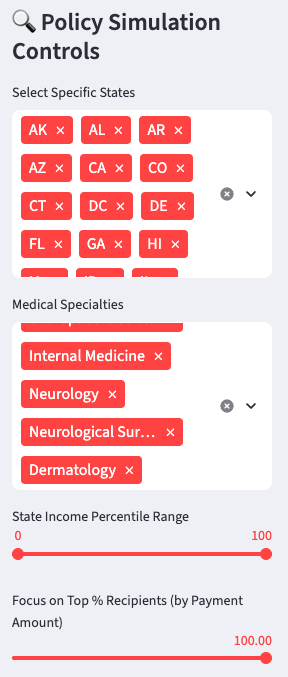 🔍 Policy Simulation
Controls
Select Specific States
AK × AL × AR ×
AZ × CA × CO ×
CT × DC × DE ×
FL × GA × HI ×
Medical Specialties
Internal Medicine ×
Neurology ×
Neurological Sur... ×
Dermatology ×
State Income Percentile Range
0 100
Focus on Top % Recipients (by Payment
Amount)
100.00